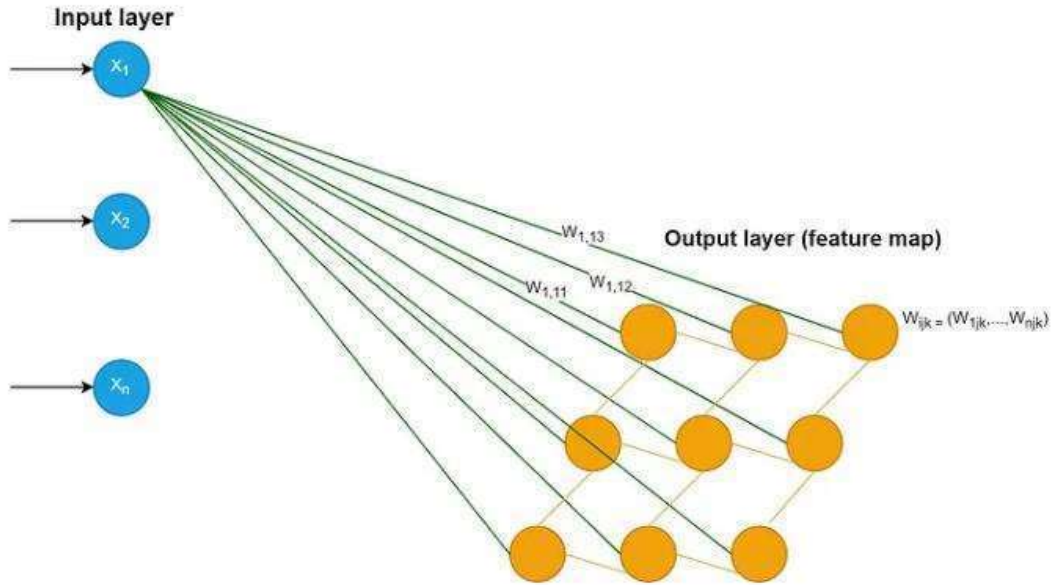 Input layer
X1
X2
Xn
W1,13
W1,12
W1,11
Output layer (feature map)
Wijk = (W1jk,...,Wnjk)